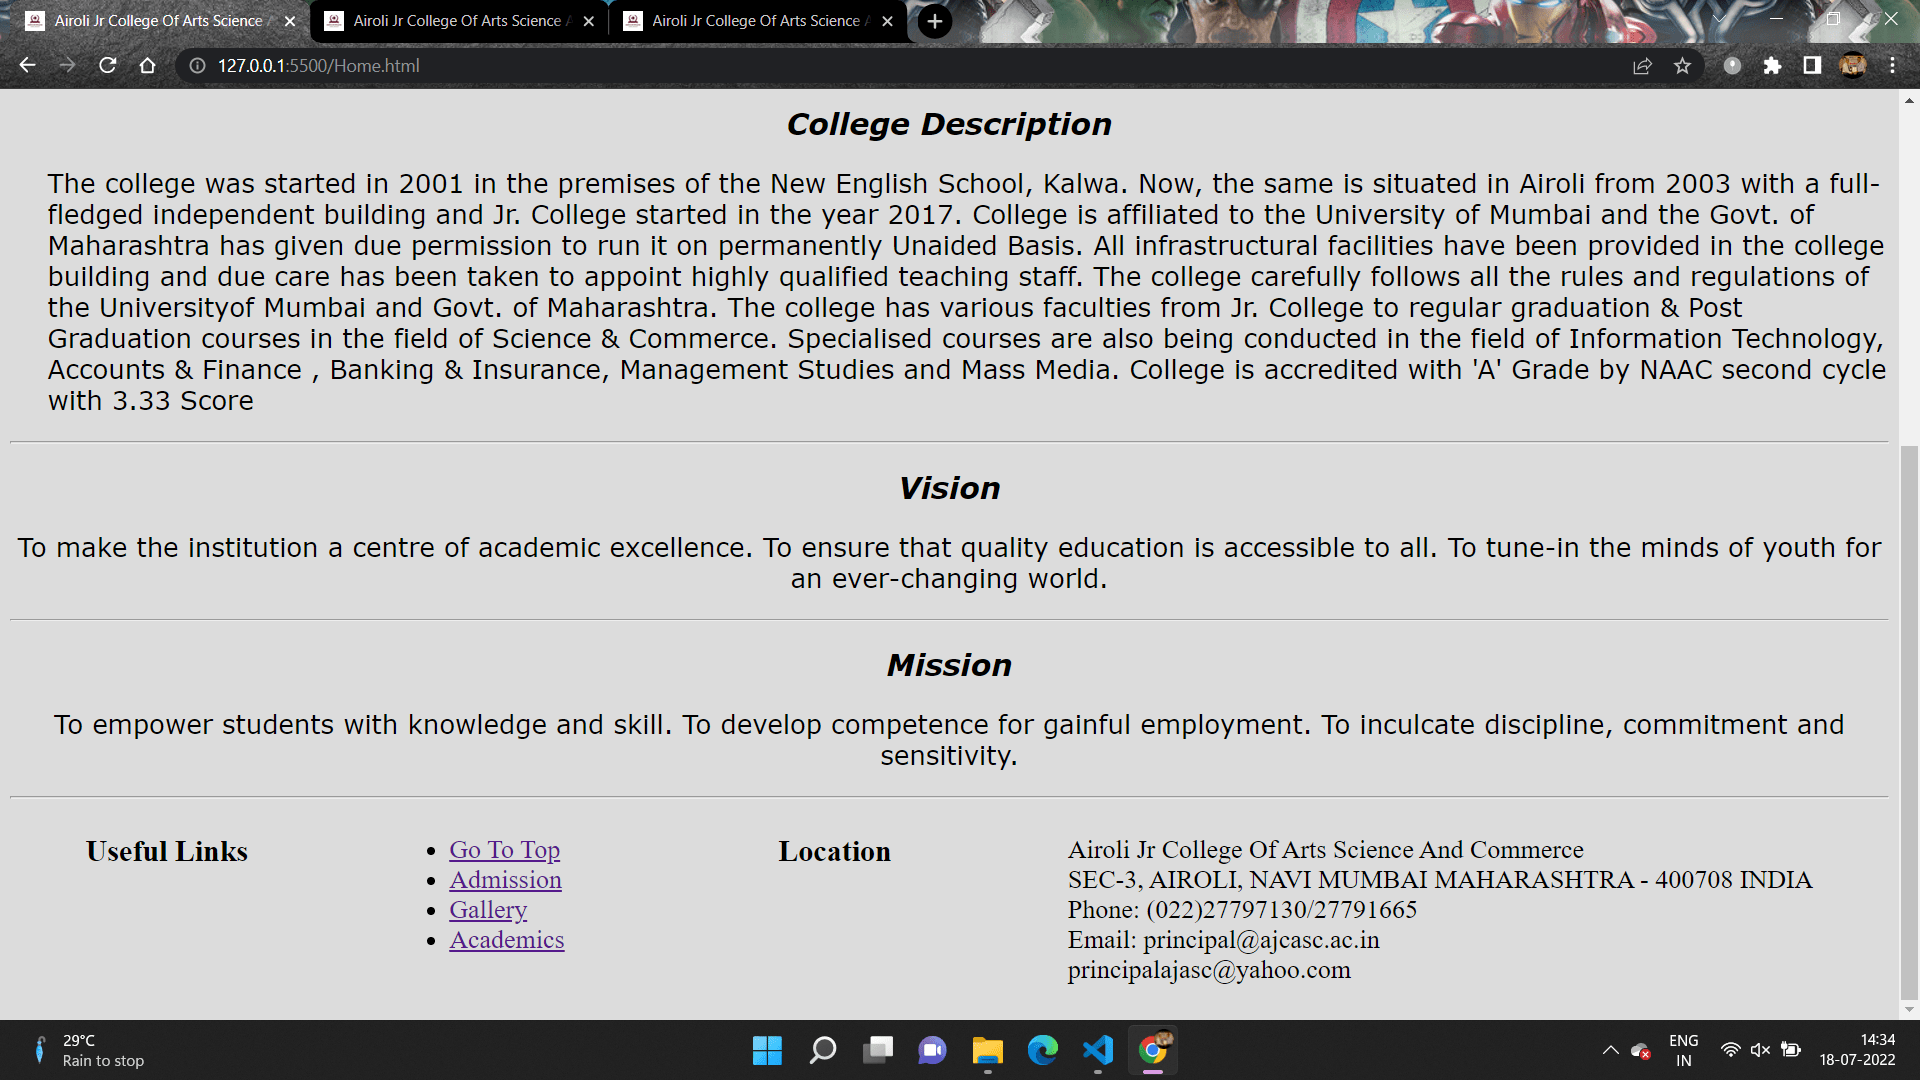 Airoli Jr College Of Arts Science A
Airoli Jr College Of Arts Science A
Airoli Jr College Of Arts Science A
127.0.0.1:5500/Home.html
College Description
The college was started in 2001 in the premises of the New English School, Kalwa. Now, the same is situated in Airoli from 2003 with a full-
fledged independent building and Jr. College started in the year 2017. College is affiliated to the University of Mumbai and the Govt. of
Maharashtra has given due permission to run it on permanently Unaided Basis. All infrastructural facilities have been provided in the college
building and due care has been taken to appoint highly qualified teaching staff. The college carefully follows all the rules and regulations of
the Universityof Mumbai and Govt. of Maharashtra. The college has various faculties from Jr. College to regular graduation & Post
Graduation courses in the field of Science & Commerce. Specialised courses are also being conducted in the field of Information Technology,
Accounts & Finance , Banking & Insurance, Management Studies and Mass Media. College is accredited with 'A' Grade by NAAC second cycle
with 3.33 Score
Vision
To make the institution a centre of academic excellence. To ensure that quality education is accessible to all. To tune-in the minds of youth for
an ever-changing world.
Mission
To empower students with knowledge and skill. To develop competence for gainful employment. To inculcate discipline, commitment and
sensitivity.
Useful Links
Go To Top
Admission
Gallery
Academics
Location
Airoli Jr College Of Arts Science And Commerce
SEC-3, AIROLI, NAVI MUMBAI MAHARASHTRA - 400708 INDIA
Phone: (022)27797130/27791665
Email: principal@ajcasc.ac.in
principalajasc@yahoo.com
29°C
Rain to stop
ENG
IN
14:34
18-07-2022